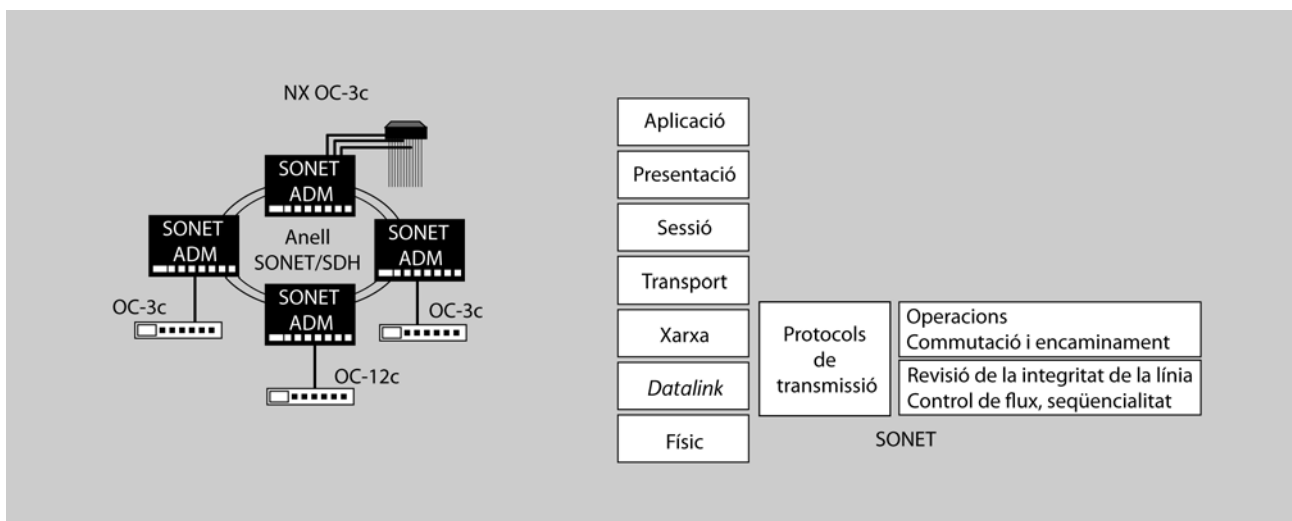 NX OC-3c
SONET
ADM
SONET
ADM
Anell
SONET/SDH
SONET
ADM
SONET
ADM
OC-3c
OC-3c
OC-12c
Aplicació
Presentació
Sessió
Transport
Xarxa
Datalink
Físic
Protocols
de
transmissió
Operacions
Commutació i encaminament
Revisió de la integritat de la línia
Control de flux, seqüencialitat
SONET